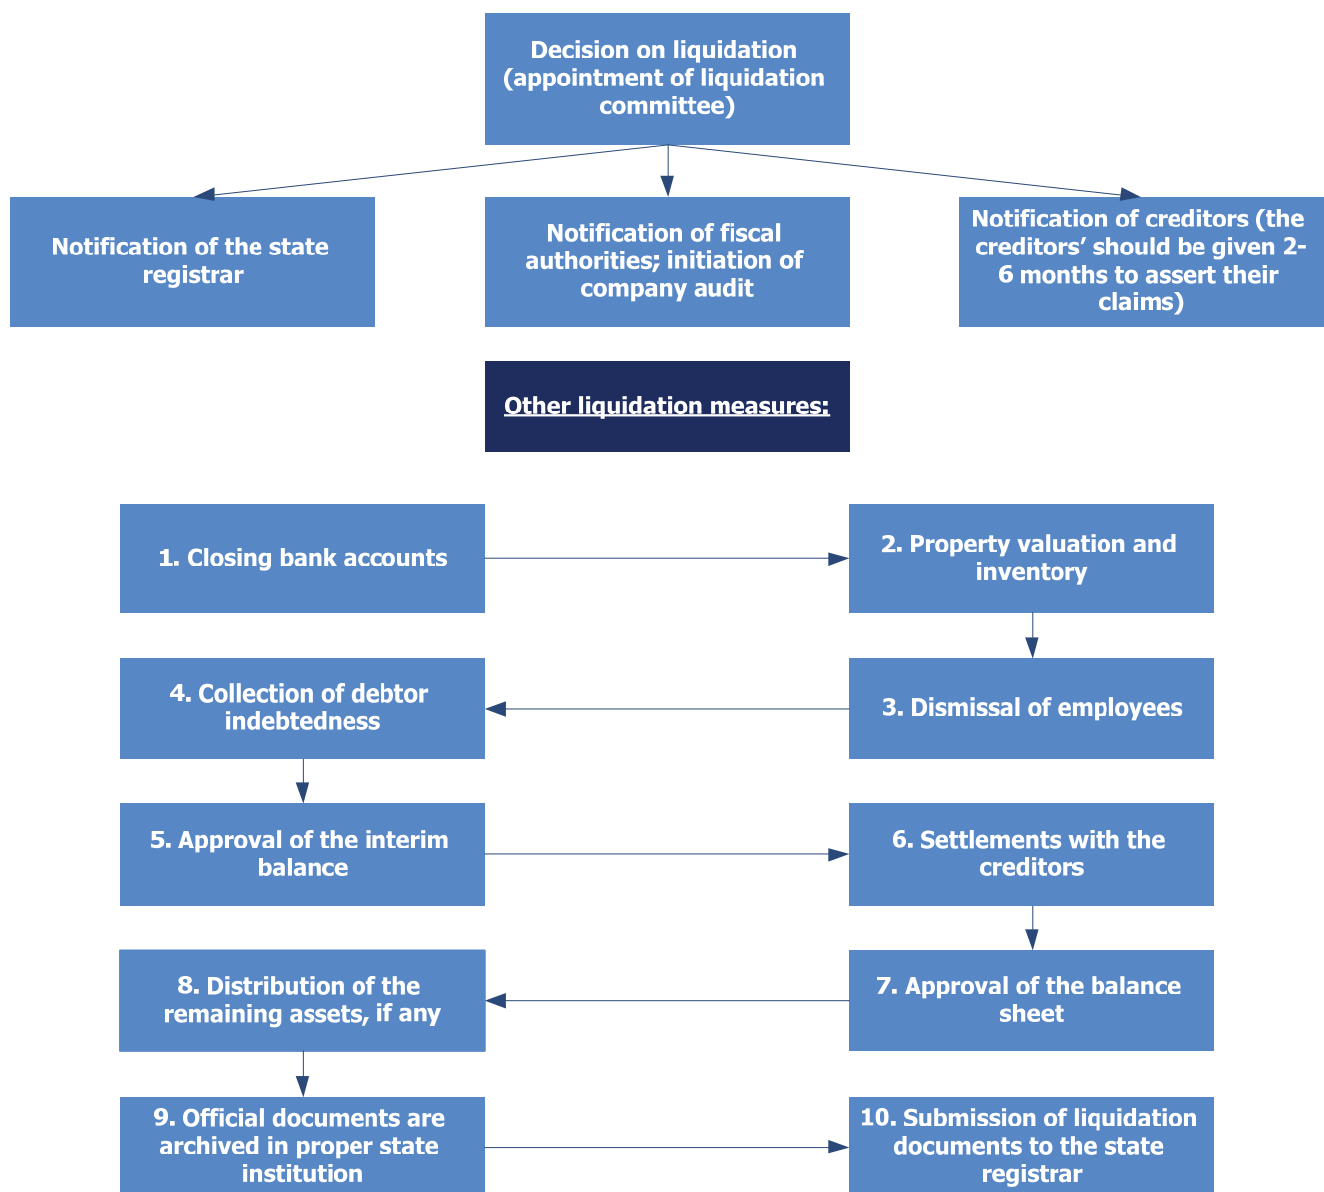 Decision on liquidation
(appointment of liquidation
committee)
Notification of the state
registrar
Notification of fiscal
authorities; initiation of
company audit
Notification of creditors (the
creditors’ should be given 2-
6 months to assert their
claims)
Other liquidation measures:
1. Closing bank accounts
2. Property valuation and
inventory
3. Dismissal of employees
4. Collection of debtor
indebtedness
5. Approval of the interim
balance
6. Settlements with the
creditors
7. Approval of the balance
sheet
8. Distribution of the
remaining assets, if any
9. Official documents are
archived in proper state
institution
10. Submission of liquidation
documents to the state
registrar